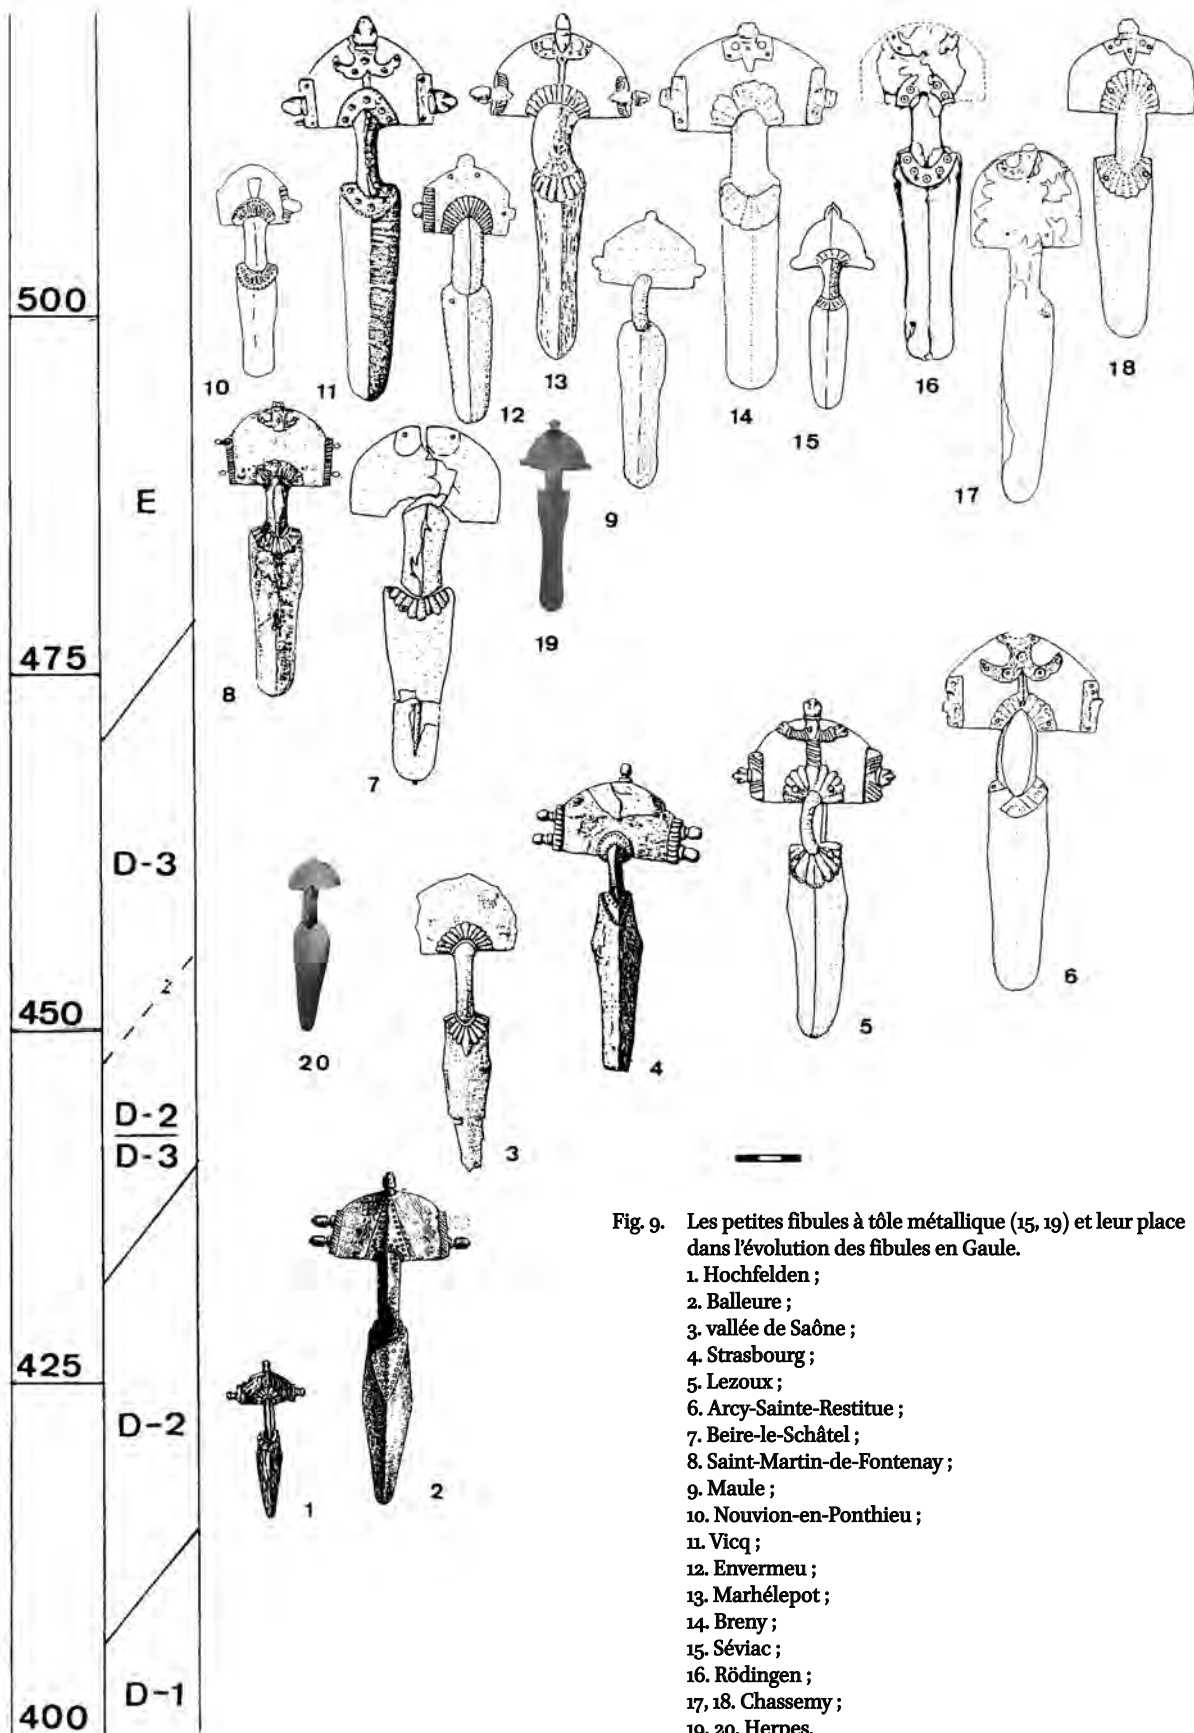 10
11
12
13
14
15
16
17
18
500
8
7
19
9
E
475
D-3
20
3
4
5
6
2
450
D-2
D-3
425
D-2
1
2
D-1
400
Fig. 9. Les petites fibules à tôle métallique (15, 19) et leur place
dans l'évolution des fibules en Gaule.
1. Hochfelden ;
2. Balleure ;
3. vallée de Saône ;
4. Strasbourg ;
5. Lezoux ;
6. Arcy-Sainte-Restitue ;
7. Beire-le-Schâtel ;
8. Saint-Martin-de-Fontenay ;
9. Maule ;
10. Nouvion-en-Ponthieu ;
11. Vicq ;
12. Envermeu ;
13. Marhélepot ;
14. Breny ;
15. Séviac ;
16. Rödingen ;
17, 18. Chassemy ;
19, 20. Herpes.